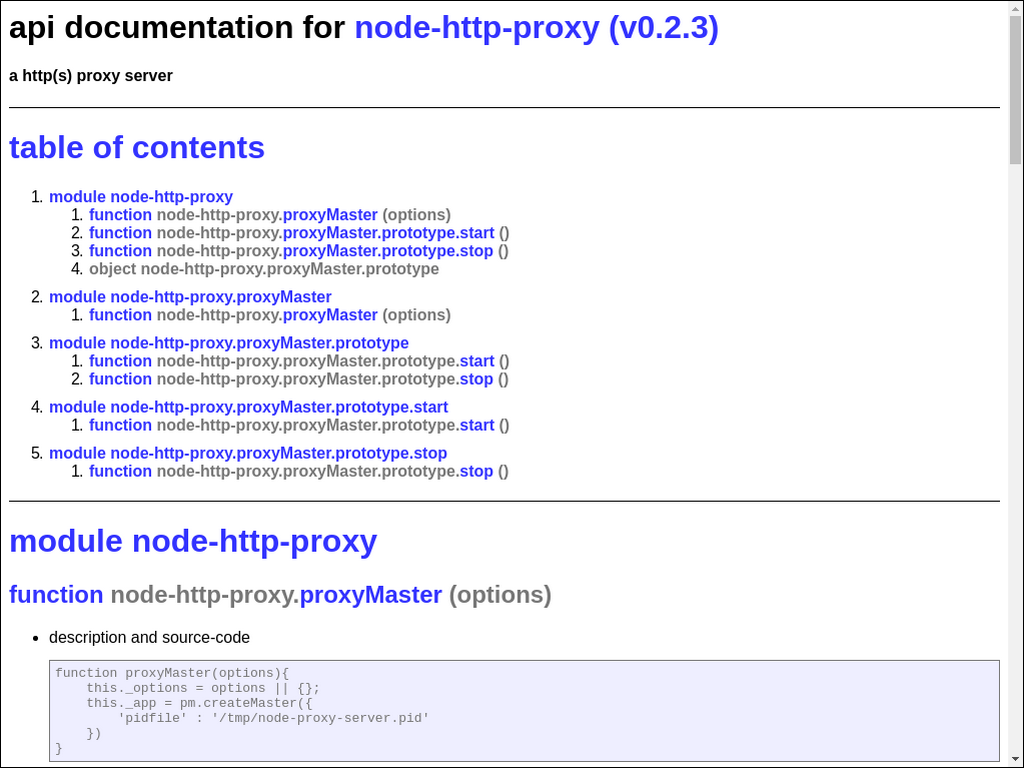 api documentation for node-http-proxy (v0.2.3)
a http(s) proxy server
table of contents
1. module node-http-proxy
1. function node-http-proxy.proxyMaster (options)
2. function node-http-proxy.proxyMaster.prototype.start ()
3. function node-http-proxy.proxyMaster.prototype.stop ()
4. object node-http-proxy.proxyMaster.prototype
2. module node-http-proxy.proxyMaster
1. function node-http-proxy.proxyMaster (options)
3. module node-http-proxy.proxyMaster.prototype
1. function node-http-proxy.proxyMaster.prototype.start ()
2. function node-http-proxy.proxyMaster.prototype.stop ()
4. module node-http-proxy.proxyMaster.prototype.start
1. function node-http-proxy.proxyMaster.prototype.start ()
5. module node-http-proxy.proxyMaster.prototype.stop
1. function node-http-proxy.proxyMaster.prototype.stop ()
module node-http-proxy
function node-http-proxy.proxyMaster (options)
• description and source-code
function proxyMaster(options){
    this._options = options || {};
    this._app = pm.createMaster({
        'pidfile' : '/tmp/node-proxy-server.pid'
    })
}